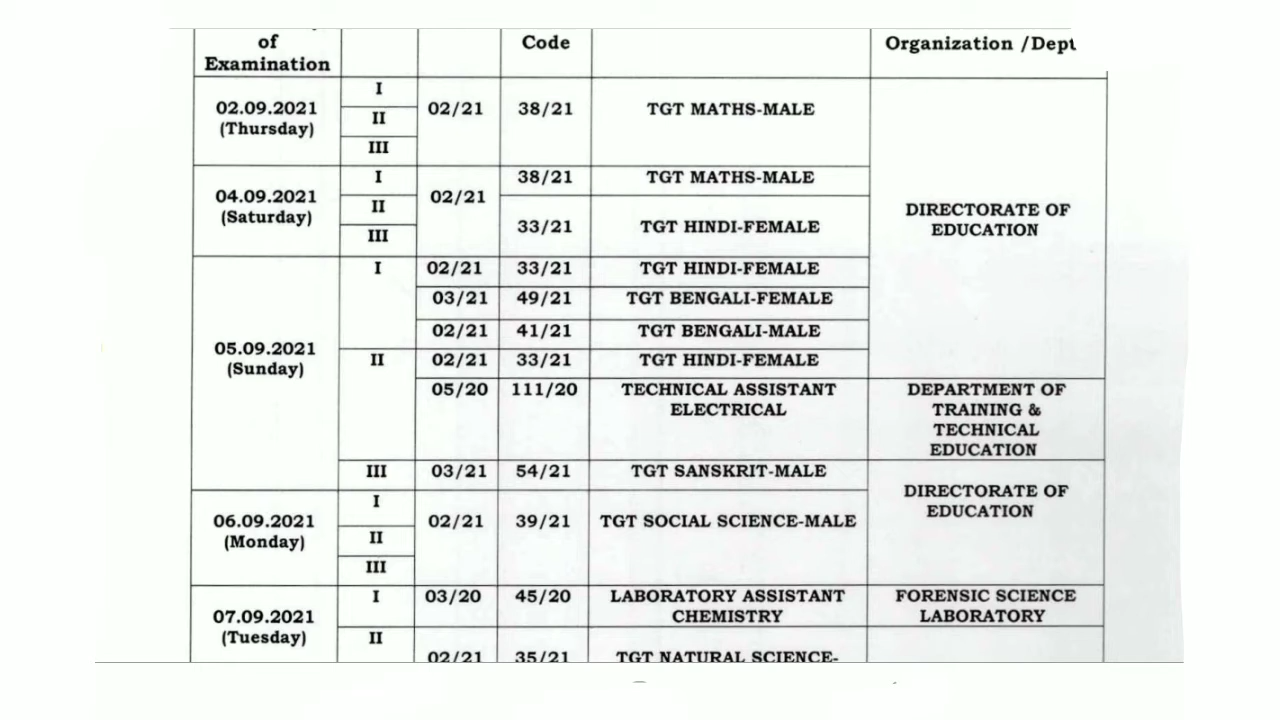 of
Examination
Code
Organization /Dept
02.09.2021
(Thursday)
I
II
III
02/21
38/21
TGT MATHS-MALE
DIRECTORATE OF
EDUCATION
04.09.2021
(Saturday)
I
II
III
02/21
38/21
TGT MATHS-MALE
33/21
TGT HINDI-FEMALE
05.09.2021
(Sunday)
I
02/21
33/21
TGT HINDI-FEMALE
03/21
49/21
TGT BENGALI-FEMALE
02/21
41/21
TGT BENGALI-MALE
II
02/21
33/21
TGT HINDI-FEMALE
05/20
111/20
TECHNICAL ASSISTANT
ELECTRICAL
DEPARTMENT OF
TRAINING &
TECHNICAL
EDUCATION
III
03/21
54/21
TGT SANSKRIT-MALE
DIRECTORATE OF
EDUCATION
06.09.2021
(Monday)
I
II
III
02/21
39/21
TGT SOCIAL SCIENCE-MALE
07.09.2021
(Tuesday)
I
03/20
45/20
LABORATORY ASSISTANT
CHEMISTRY
FORENSIC SCIENCE
LABORATORY
II
02/21
35/21
TGT NATURAL SCIENCE-